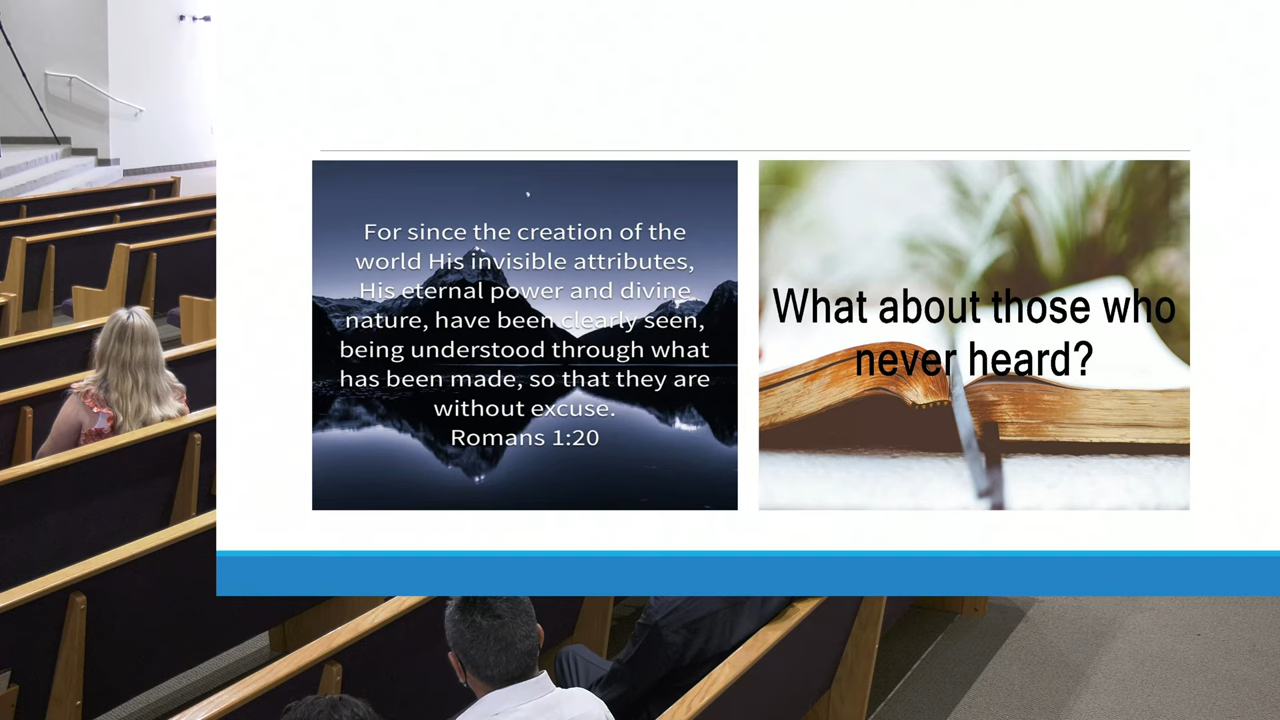 For since the creation of the
world His invisible attributes,
His eternal power and divine
nature, have been clearly seen,
being understood through what
has been made, so that they are
without excuse.
Romans 1:20
What about those who
never heard?